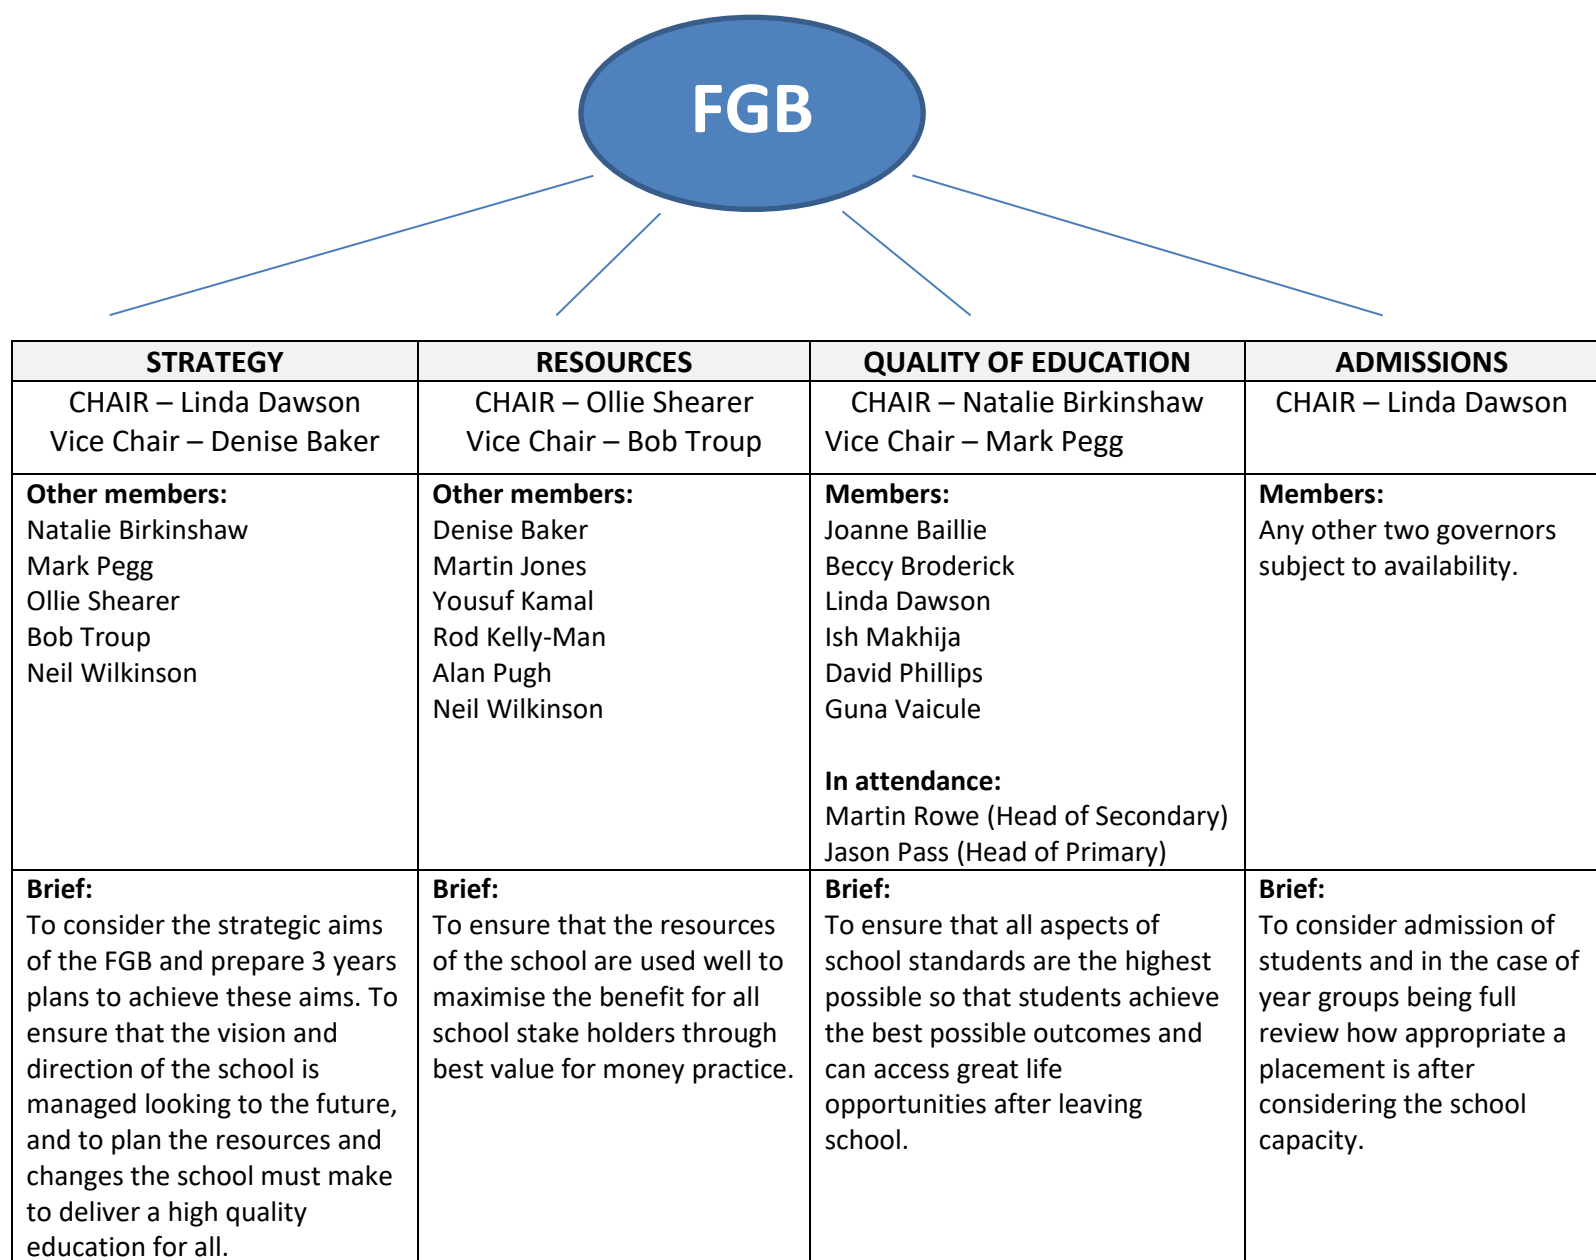 FGB
STRATEGY
CHAIR – Linda Dawson
Vice Chair – Denise Baker
Other members:
Natalie Birkinshaw
Mark Pegg
Ollie Shearer
Bob Troup
Neil Wilkinson
Brief:
To consider the strategic aims
of the FGB and prepare 3 years
plans to achieve these aims. To
ensure that the vision and
direction of the school is
managed looking to the future,
and to plan the resources and
changes the school must make
to deliver a high quality
education for all.
RESOURCES
CHAIR – Ollie Shearer
Vice Chair – Bob Troup
Other members:
Denise Baker
Martin Jones
Yousuf Kamal
Rod Kelly-Man
Alan Pugh
Neil Wilkinson
Brief:
To ensure that the resources
of the school are used well to
maximise the benefit for all
school stake holders through
best value for money practice.
QUALITY OF EDUCATION
CHAIR – Natalie Birkinshaw
Vice Chair – Mark Pegg
Members:
Joanne Baillie
Beccy Broderick
Linda Dawson
Ish Makhija
David Phillips
Guna Vaicule
In attendance:
Martin Rowe (Head of Secondary)
Jason Pass (Head of Primary)
Brief:
To ensure that all aspects of
school standards are the highest
possible so that students achieve
the best possible outcomes and
can access great life
opportunities after leaving
school.
ADMISSIONS
CHAIR – Linda Dawson
Members:
Any other two governors
subject to availability.
Brief:
To consider admission of
students and in the case of
year groups being full
review how appropriate a
placement is after
considering the school
capacity.